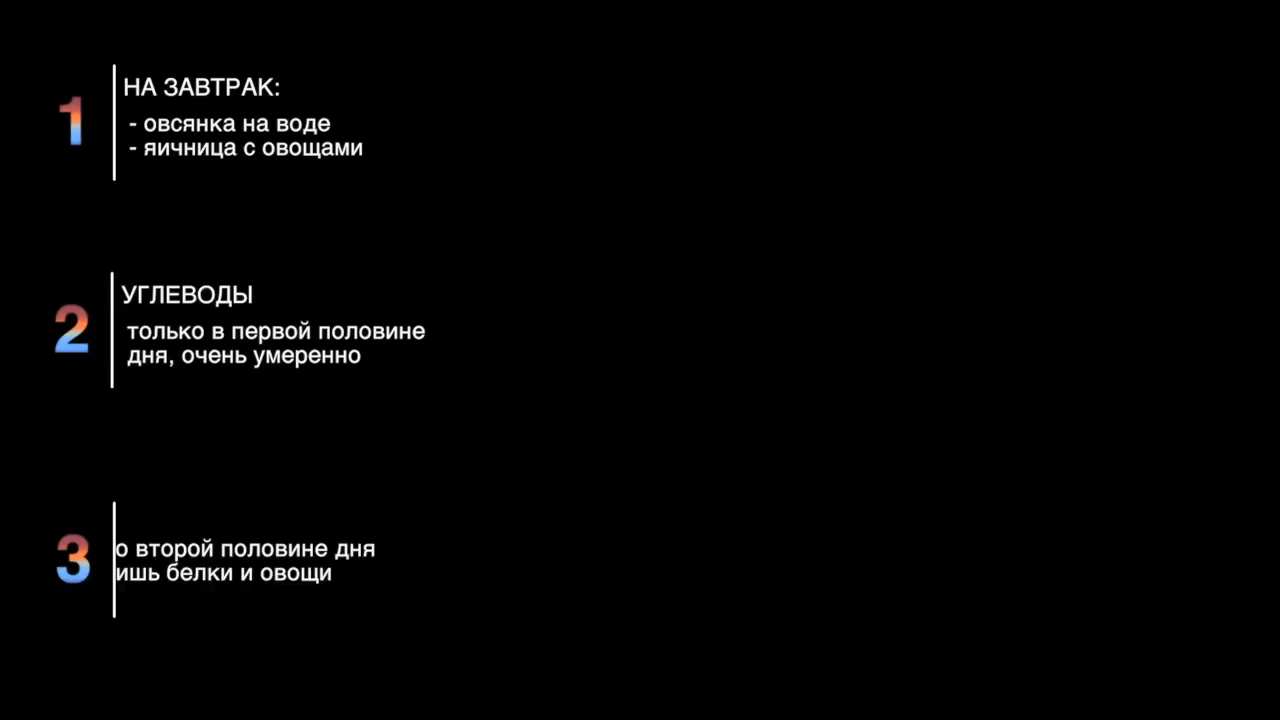 1
НА ЗАВТРАК:
- овсянка на воде
- яичница с овощами
2
УГЛЕВОДЫ
только в первой половине
дня, очень умеренно
3
о второй половине дня
ишь белки и овощи